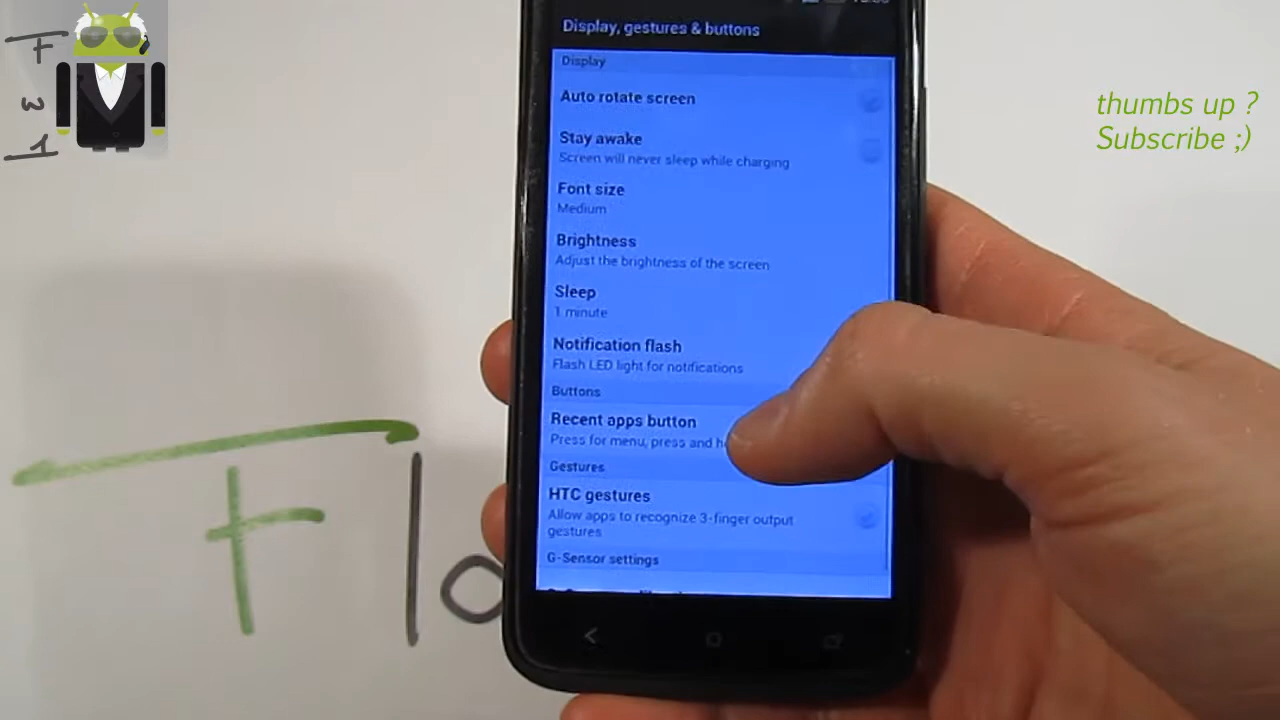 Display, gestures & buttons
Display
Auto rotate screen
Stay awake
Screen will never sleep while charging
Font size
Medium
Brightness
Adjust the brightness of the screen
Sleep
1 minute
Notification flash
Flash LED light for notifications
Buttons
Recent apps button
Press for menu, press and h
Gestures
HTC gestures
Allow apps to recognize 3-finger output
gestures
G-Sensor settings
thumbs up ?
Subscribe ;)
F
w
1
Flo